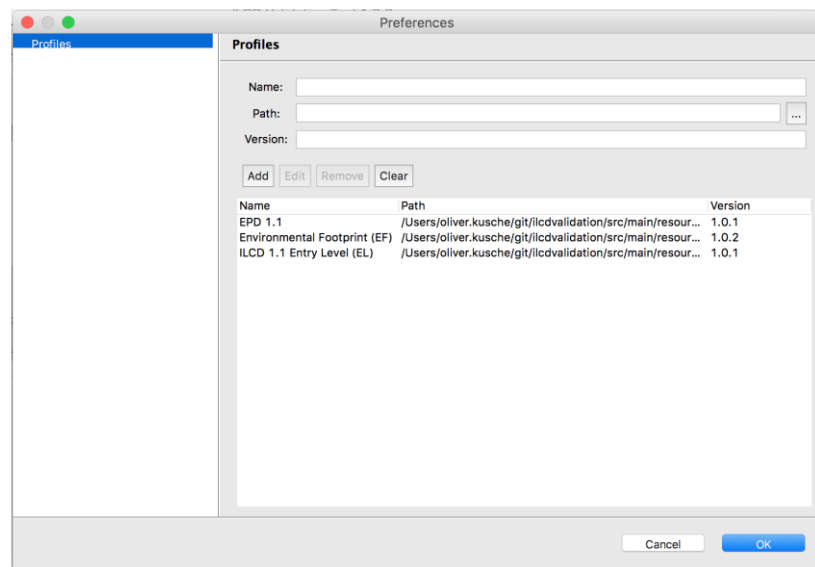 Preferences
Profiles
Profiles
Name:
Path:
...
Version:
Add Edit Remove Clear
Name Path Version
EPD 1.1 /Users/oliver.kusche/git/ilcdvalidation/src/main/resour... 1.0.1
Environmental Footprint (EF) /Users/oliver.kusche/git/ilcdvalidation/src/main/resour... 1.0.2
ILCD 1.1 Entry Level (EL) /Users/oliver.kusche/git/ilcdvalidation/src/main/resour... 1.0.1
Cancel OK